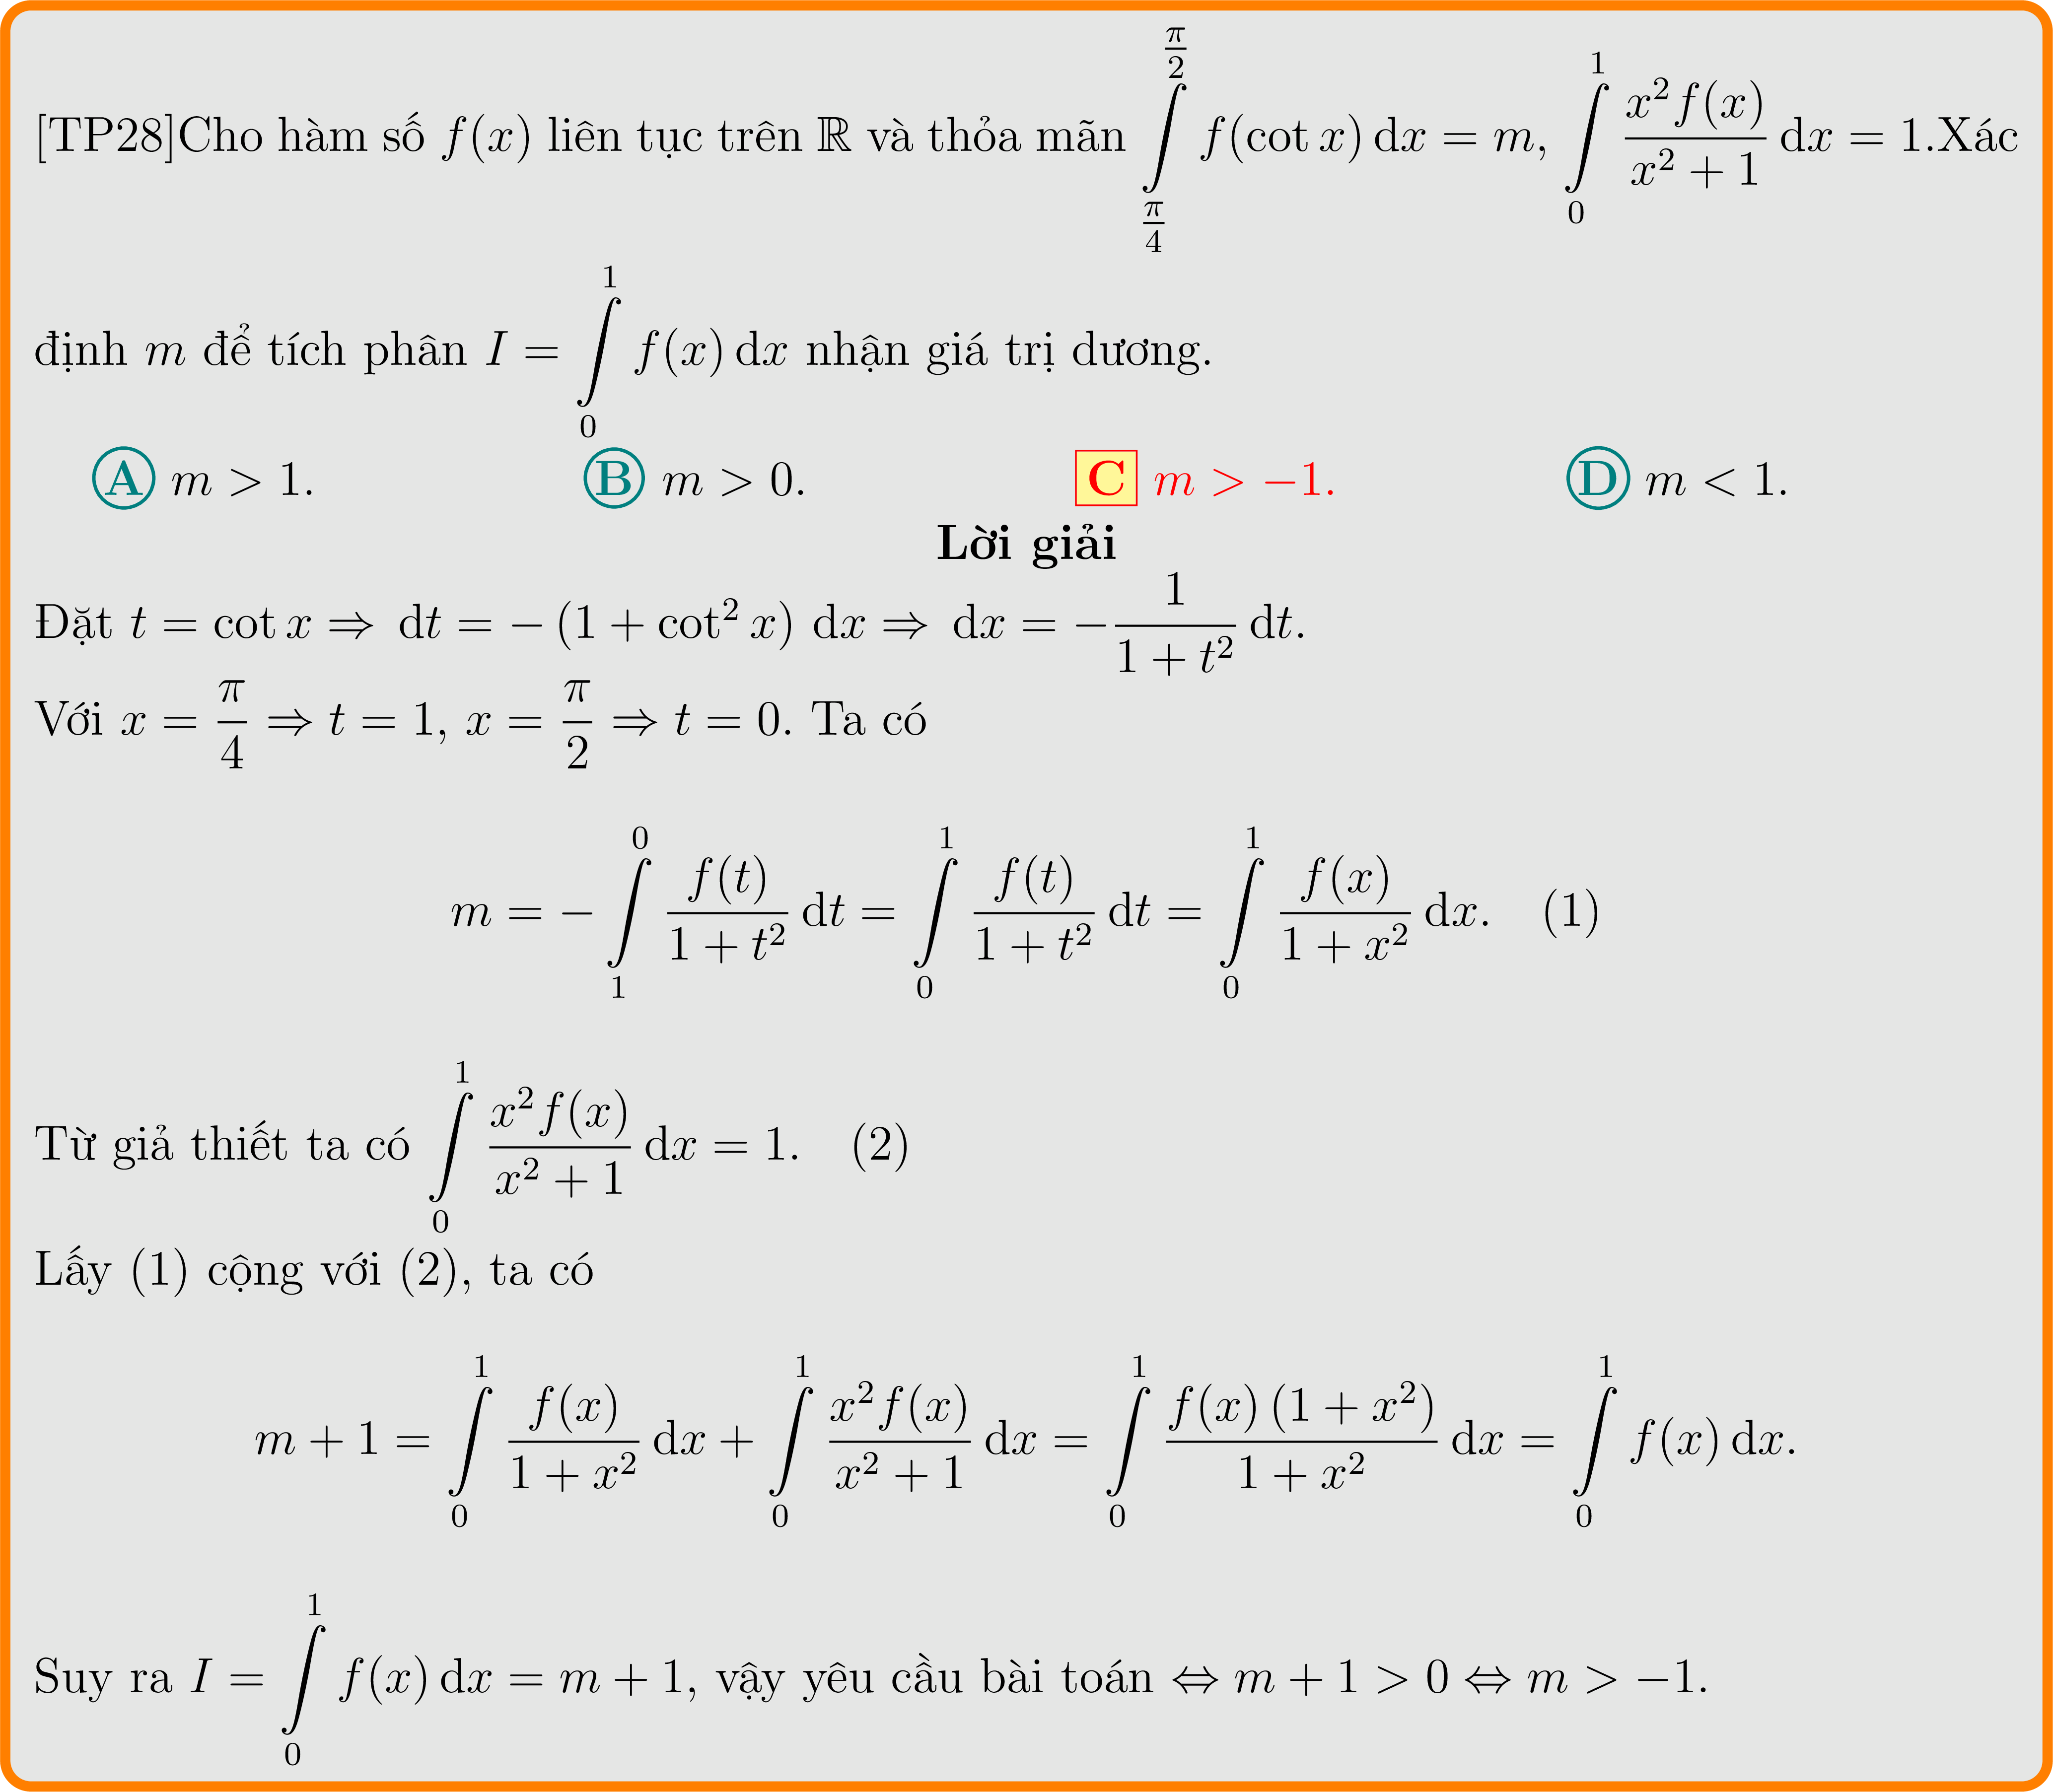 [TP28]Cho hàm số $f(x)$ liên tục trên $\mathbb{R}$ và thỏa mãn $\int\limits_{\frac{\pi}{4}}^{\frac{\pi}{2}} f(\cot x)\,\mathrm{d}x = m$, $\int\limits_0^1 \frac{x^2 f(x)}{x^2+1}\,\mathrm{d}x = 1$.Xác
định $m$ để tích phân $I = \int\limits_0^1 f(x)\,\mathrm{d}x$ nhận giá trị dương.
A $m > 1$. B $m > 0$. C $m > -1$. D $m < 1$.
Lời giải
Đặt $t = \cot x \Rightarrow \mathrm{d}t = -\left(1 + \cot^2 x\right)\,\mathrm{d}x \Rightarrow \mathrm{d}x = -\frac{1}{1+t^2}\,\mathrm{d}t$.
Với $x = \frac{\pi}{4} \Rightarrow t = 1$, $x = \frac{\pi}{2} \Rightarrow t = 0$. Ta có
$m = -\int\limits_1^0 \frac{f(t)}{1+t^2}\,\mathrm{d}t = \int\limits_0^1 \frac{f(t)}{1+t^2}\,\mathrm{d}t = \int\limits_0^1 \frac{f(x)}{1+x^2}\,\mathrm{d}x. \quad (1)$
Từ giả thiết ta có $\int\limits_0^1 \frac{x^2 f(x)}{x^2+1}\,\mathrm{d}x = 1. \quad (2)$
Lấy (1) cộng với (2), ta có
$m + 1 = \int\limits_0^1 \frac{f(x)}{1+x^2}\,\mathrm{d}x + \int\limits_0^1 \frac{x^2 f(x)}{x^2+1}\,\mathrm{d}x = \int\limits_0^1 \frac{f(x)\left(1+x^2\right)}{1+x^2}\,\mathrm{d}x = \int\limits_0^1 f(x)\,\mathrm{d}x.$
Suy ra $I = \int\limits_0^1 f(x)\,\mathrm{d}x = m + 1$, vậy yêu cầu bài toán $\Leftrightarrow m + 1 > 0 \Leftrightarrow m > -1$.